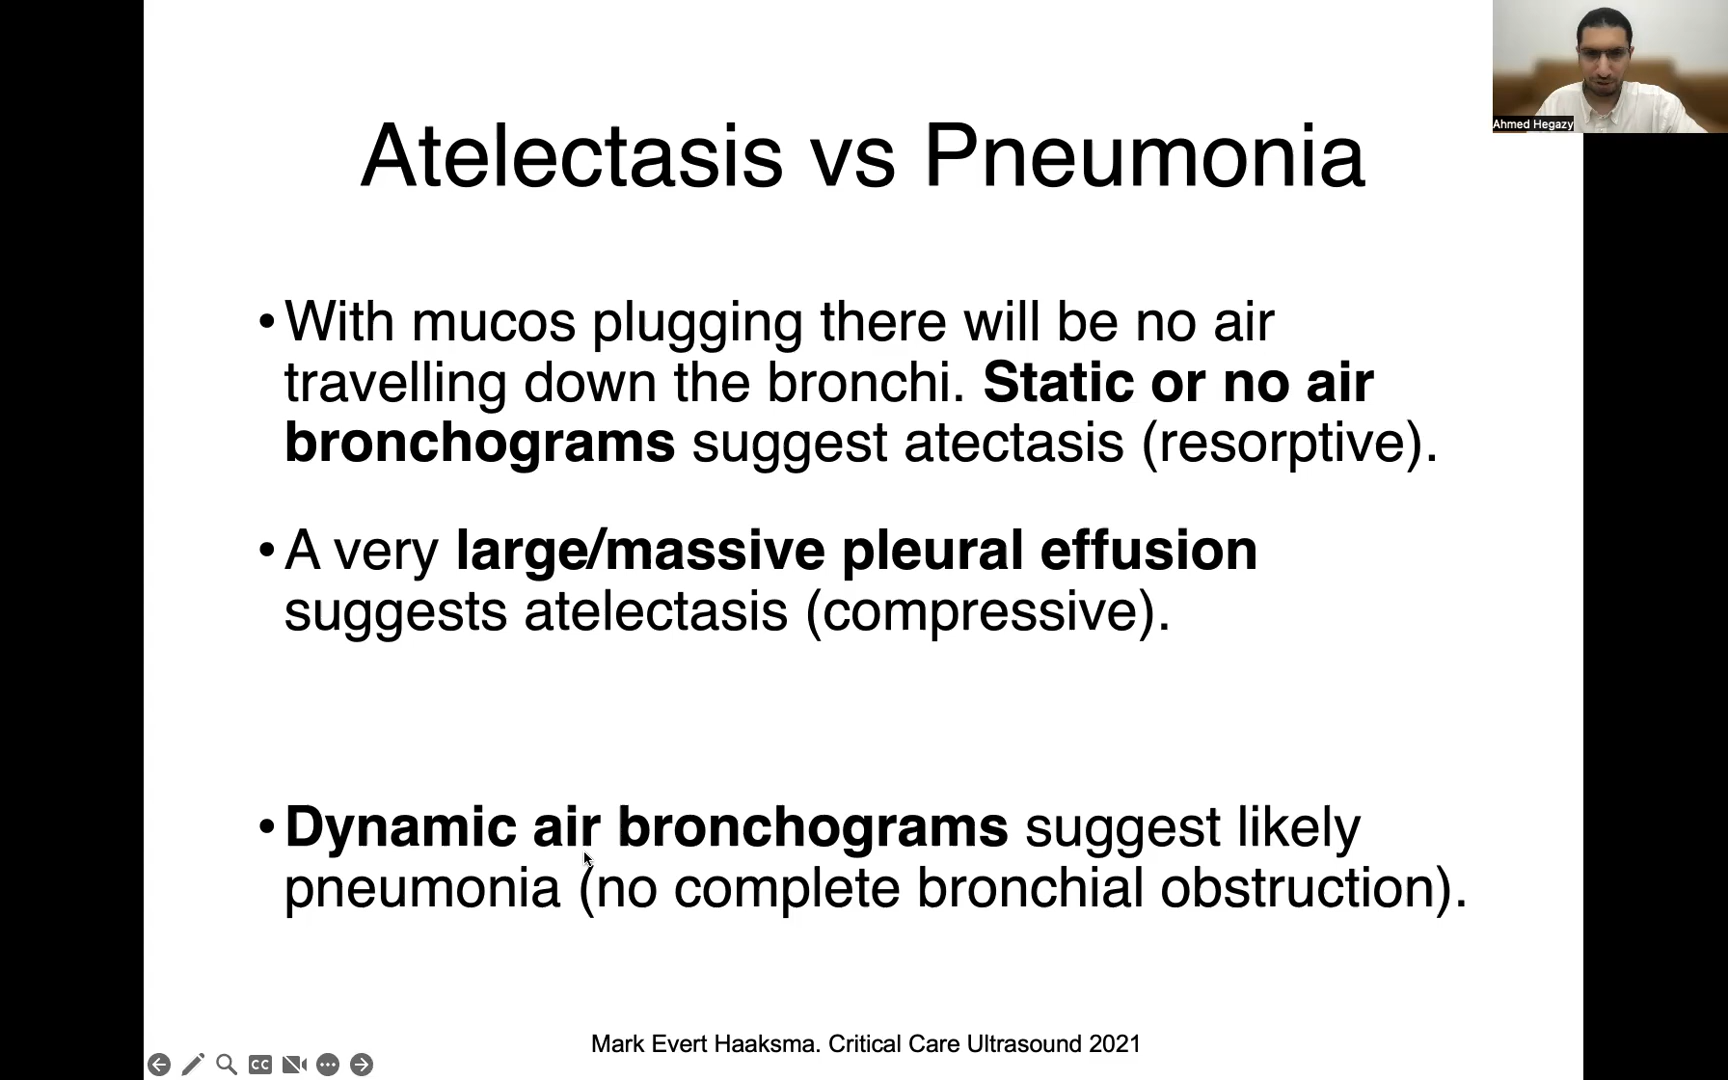 Ahmed Hegazy
Atelectasis vs Pneumonia
•With mucos plugging there will be no air
travelling down the bronchi. Static or no air
bronchograms suggest atectasis (resorptive).
•A very large/massive pleural effusion
suggests atelectasis (compressive).
•Dynamic air bronchograms suggest likely
pneumonia (no complete bronchial obstruction).
Mark Evert Haaksma. Critical Care Ultrasound 2021
CC